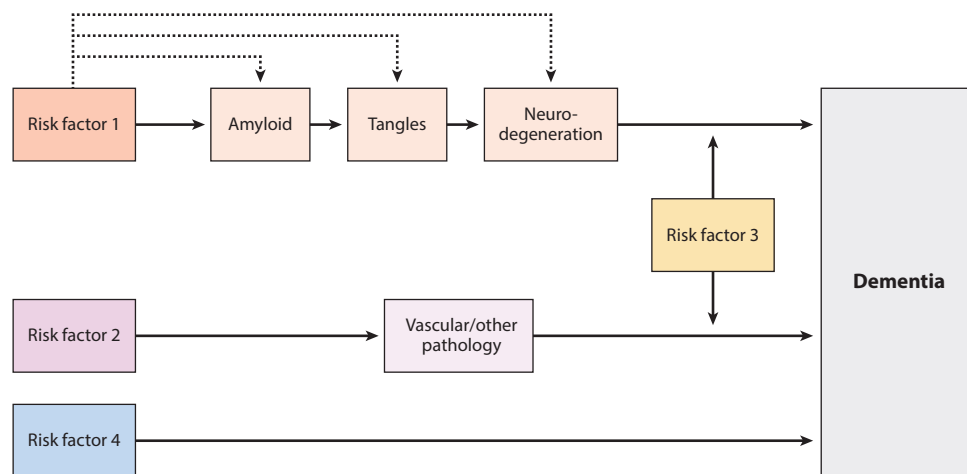 Risk factor 1
Amyloid
Tangles
Neuro-
degeneration
Risk factor 3
Dementia
Risk factor 2
Vascular/other
pathology
Risk factor 4